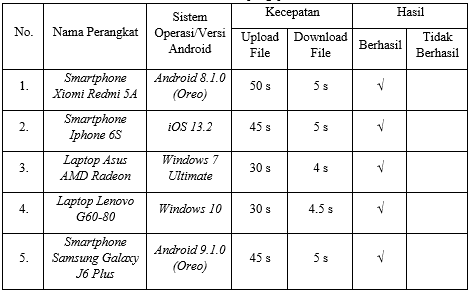 No.
Nama Perangkat
Sistem
Operasi/Versi
Android
Kecepatan
Hasil
Upload
File
Download
File
Berhasil
Tidak
Berhasil
1.
Smartphone
Xiomi Redmi 5A
Android 8.1.0
(Oreo)
50 s
5 s
√
2.
Smartphone
Iphone 6S
iOS 13.2
45 s
5 s
√
3.
Laptop Asus
AMD Radeon
Windows 7
Ultimate
30 s
4 s
√
4.
Laptop Lenovo
G60-80
Windows 10
30 s
4.5 s
√
5.
Smartphone
Samsung Galaxy
J6 Plus
Android 9.1.0
(Oreo)
45 s
5 s
√